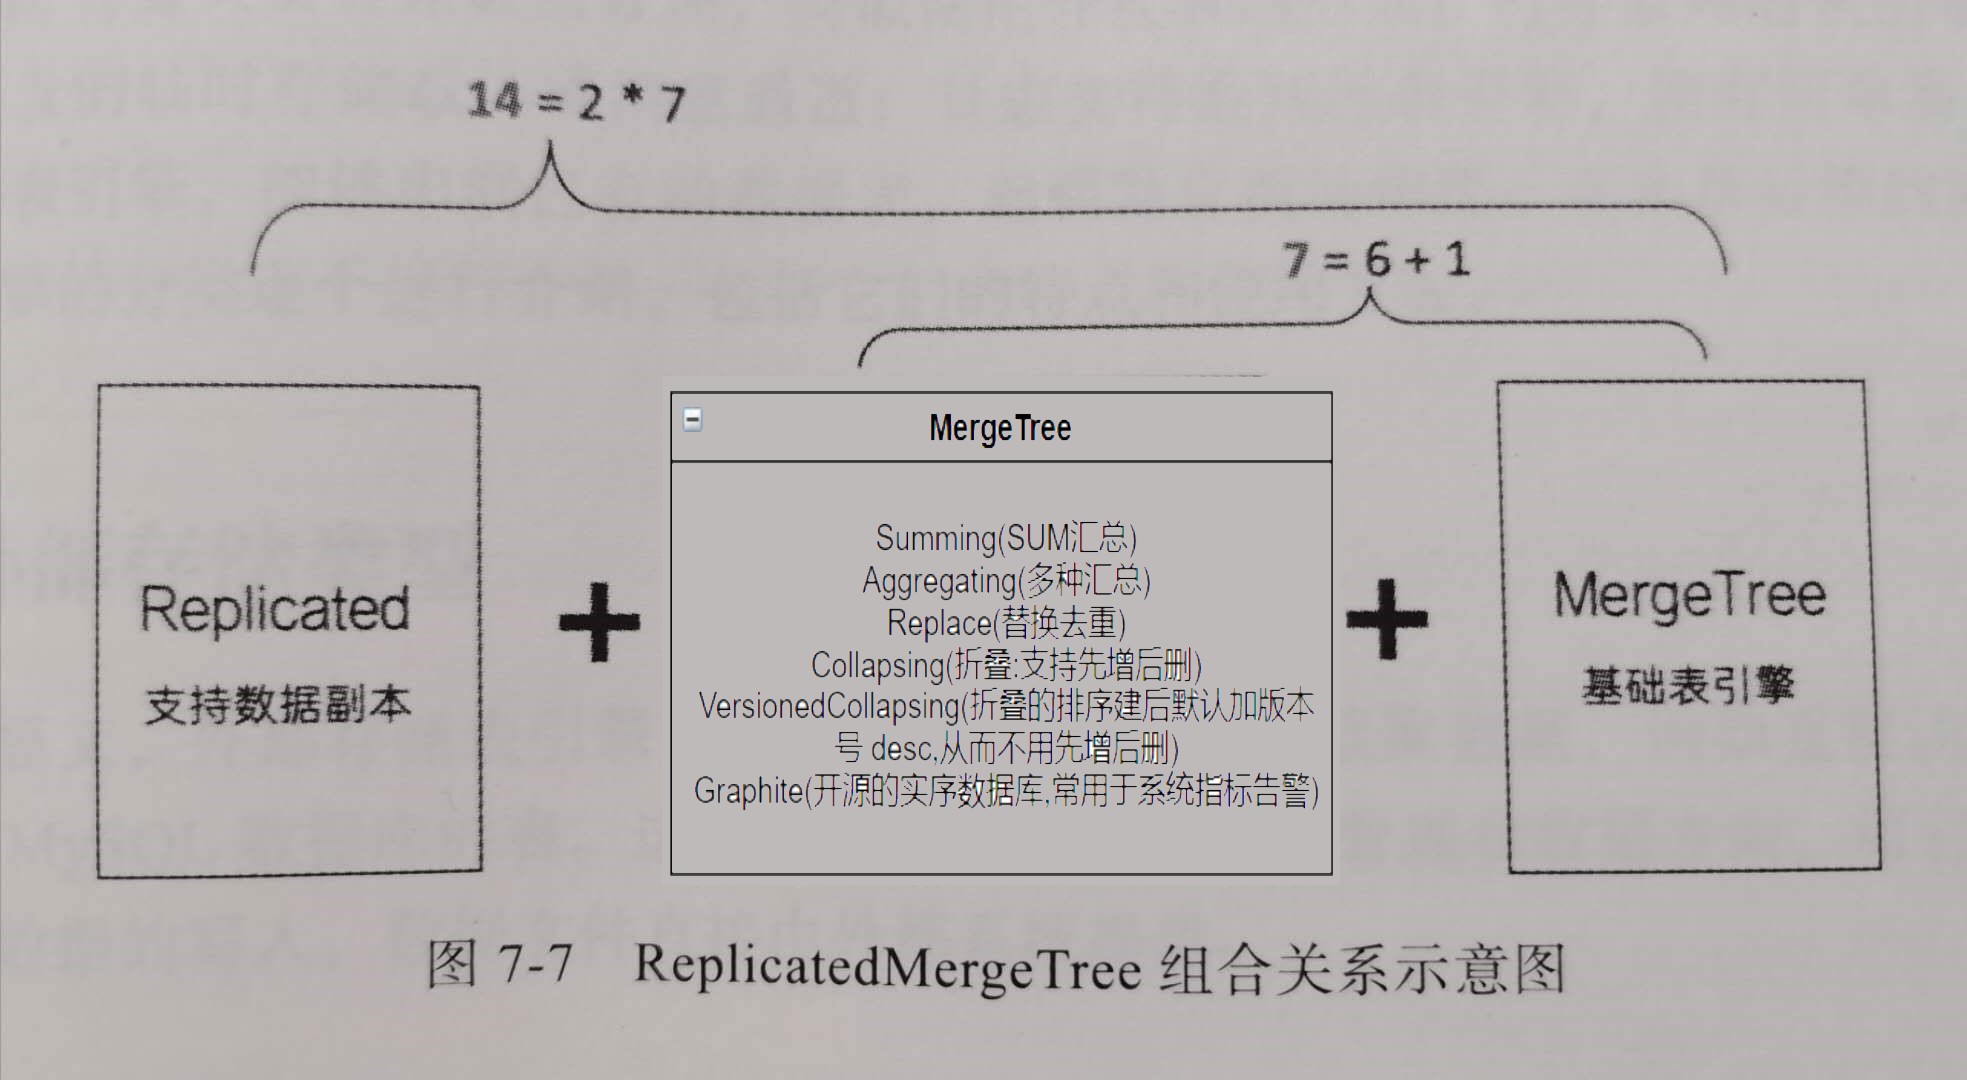 14 = 2 * 7
7 = 6 + 1
Replicated
支持数据副本
+
MergeTree
Summing(SUM汇总)
Aggregating(多种汇总)
Replace(替换去重)
Collapsing(折叠:支持先增后删)
VersionedCollapsing(折叠的排序建后默认加版本
号 desc,从而不用先增后删)
Graphite(开源的实序数据库,常用于系统指标告警)
+
MergeTree
基础表引擎
图 7-7 ReplicatedMergeTree 组合关系示意图